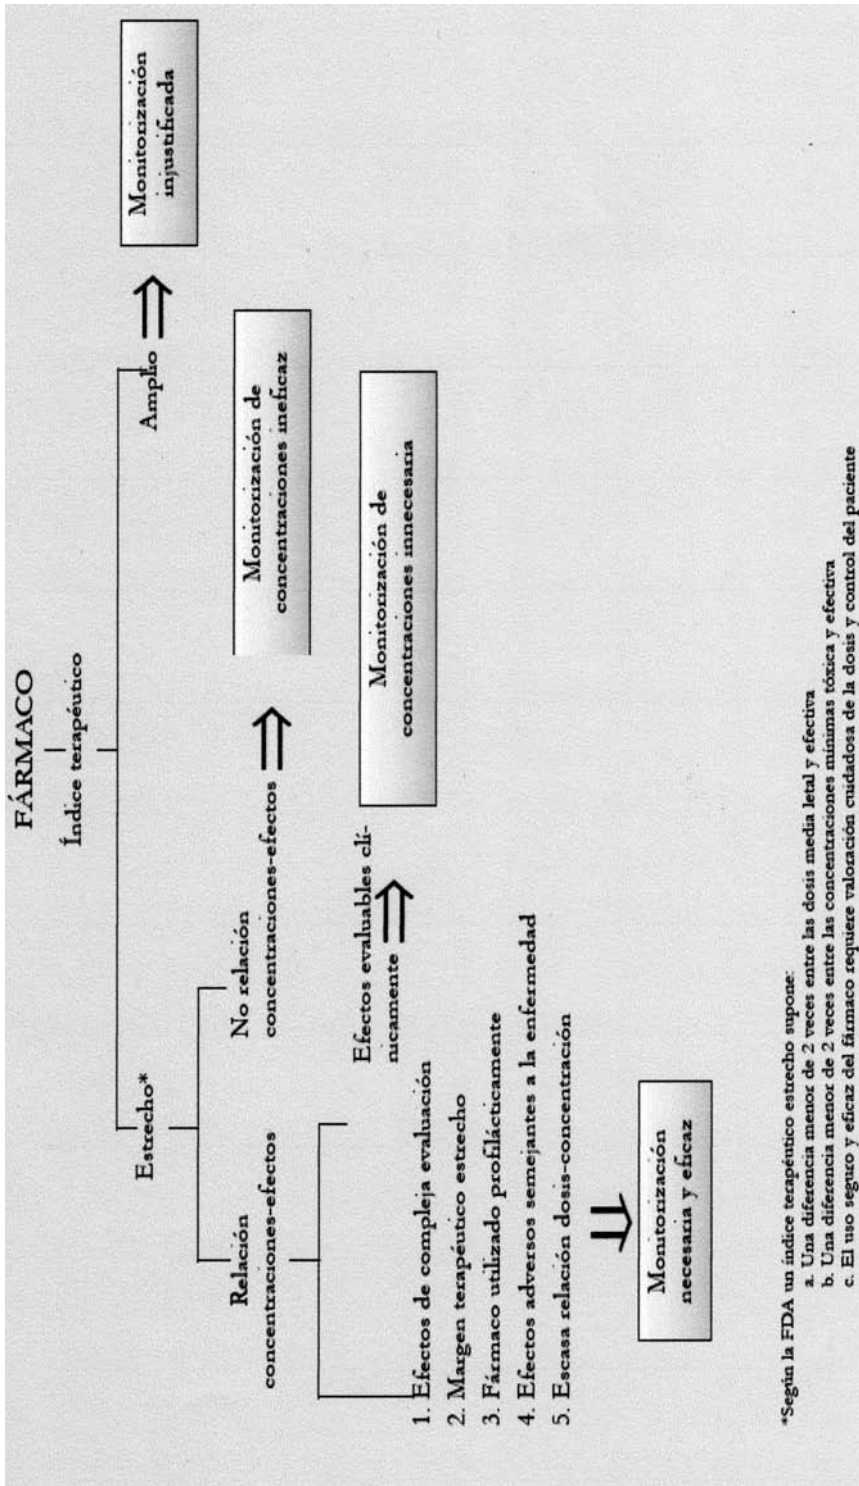 FÁRMACO
Índice terapéutico
Estrecho*
Amplio
Monitorización
injustificada
Relación
concentraciones-efectos
No relación
concentraciones-efectos
Monitorización de
concentraciones ineficaz
Efectos evaluables clí-
nicamente
Monitorización de
concentraciones innecesaria
1. Efectos de compleja evaluación
2. Margen terapéutico estrecho
3. Fármaco utilizado profilácticamente
4. Efectos adversos semejantes a la enfermedad
5. Escasa relación dosis-concentración
Monitorización
necesaria y eficaz
*Según la FDA un índice terapéutico estrecho supone:
a. Una diferencia menor de 2 veces entre las dosis media letal y efectiva
b. Una diferencia menor de 2 veces entre las concentraciones mínimas tóxica y efectiva
c. El uso seguro y eficaz del fármaco requiere valoración cuidadosa de la dosis y control del paciente